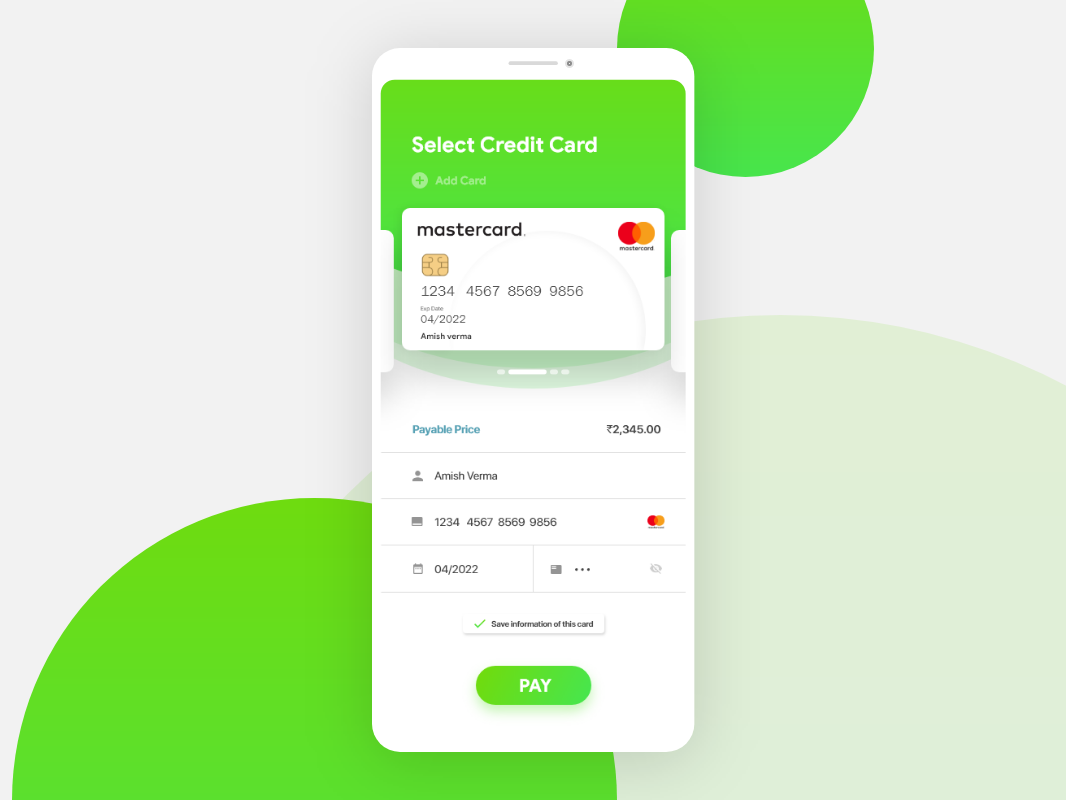 Select Credit Card
Add Card
mastercard.
mastercard
1234 4567 8569 9856
Exp Date
04/2022
Amish verma
Payable Price ₹2,345.00
Amish Verma
1234 4567 8569 9856
mastercard
04/2022 •••
Save information of this card
PAY